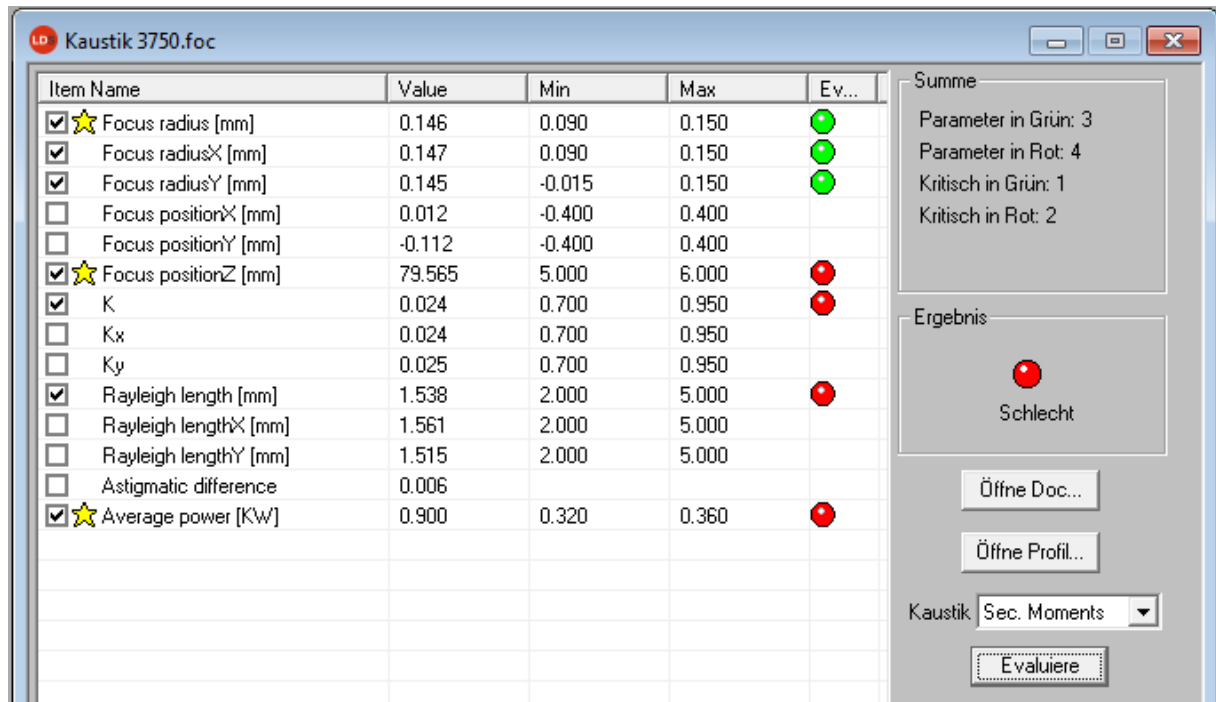 LDS Kaustik 3750.foc
Item Name Value Min Max Ev...
Focus radius [mm] 0.146 0.090 0.150
Focus radiusX [mm] 0.147 0.090 0.150
Focus radiusY [mm] 0.145 -0.015 0.150
Focus positionX [mm] 0.012 -0.400 0.400
Focus positionY [mm] -0.112 -0.400 0.400
Focus positionZ [mm] 79.565 5.000 6.000
K 0.024 0.700 0.950
Kx 0.024 0.700 0.950
Ky 0.025 0.700 0.950
Rayleigh length [mm] 1.538 2.000 5.000
Rayleigh lengthX [mm] 1.561 2.000 5.000
Rayleigh lengthY [mm] 1.515 2.000 5.000
Astigmatic difference 0.006
Average power [KW] 0.900 0.320 0.360
Summe
Parameter in Grün: 3
Parameter in Rot: 4
Kritisch in Grün: 1
Kritisch in Rot: 2
Ergebnis
Schlecht
Öffne Doc...
Öffne Profil...
Kaustik Sec. Moments
Evaluiere